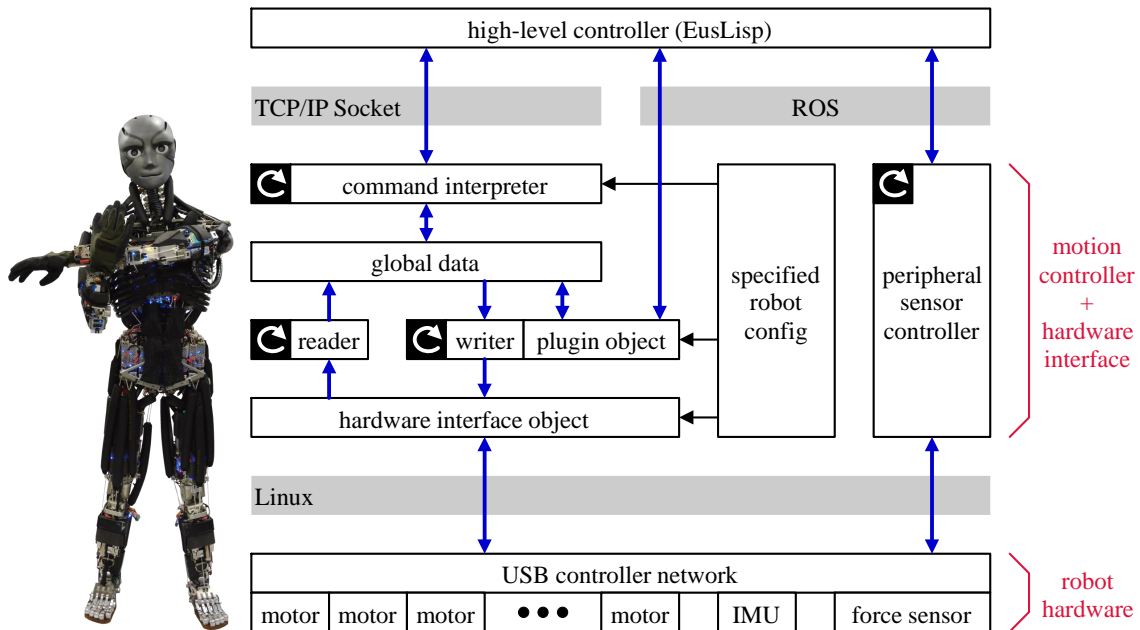 high-level controller (EusLisp)
TCP/IP Socket
ROS
command interpreter
global data
specified
robot
config
peripheral
sensor
controller
motion
controller
+
hardware
interface
reader
writer
plugin object
hardware interface object
Linux
USB controller network
motor
motor
motor
•••
motor
IMU
force sensor
robot
hardware